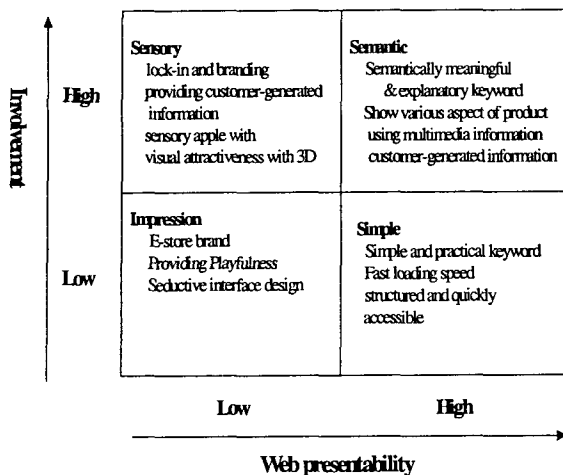 Involvement
High
Low
Sensory
lock-in and branding
providing customer-generated
information
sensory apple with
visual attractiveness with 3D
Semantic
Semantically meaningful
& explanatory keyword
Show various aspect of product
using multimedia information
customer-generated information
Impression
E-store brand
Providing Playfulness
Seductive interface design
Simple
Simple and practical keyword
Fast loading speed
structured and quickly
accessible
Low
High
Web presentability